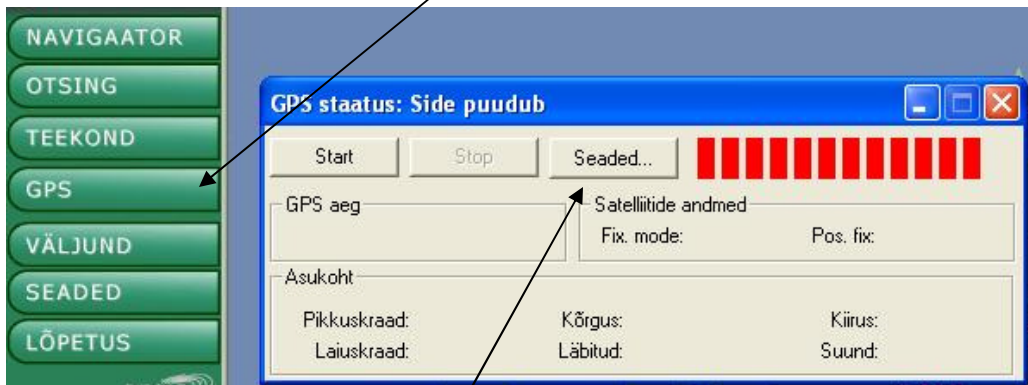 NAVIGAATOR
OTSING
TEEKOND
GPS
VÄLJUND
SEADED
LÕPETUS
GPS staatus: Side puudub
Start Stop Seaded...
GPS aeg Satelliitide andmed
Fix. mode: Pos. fix:
Asukoht
Pikkuskraad: Kõrgus: Kiirus:
Laiuskraad: Läbitud: Suund: